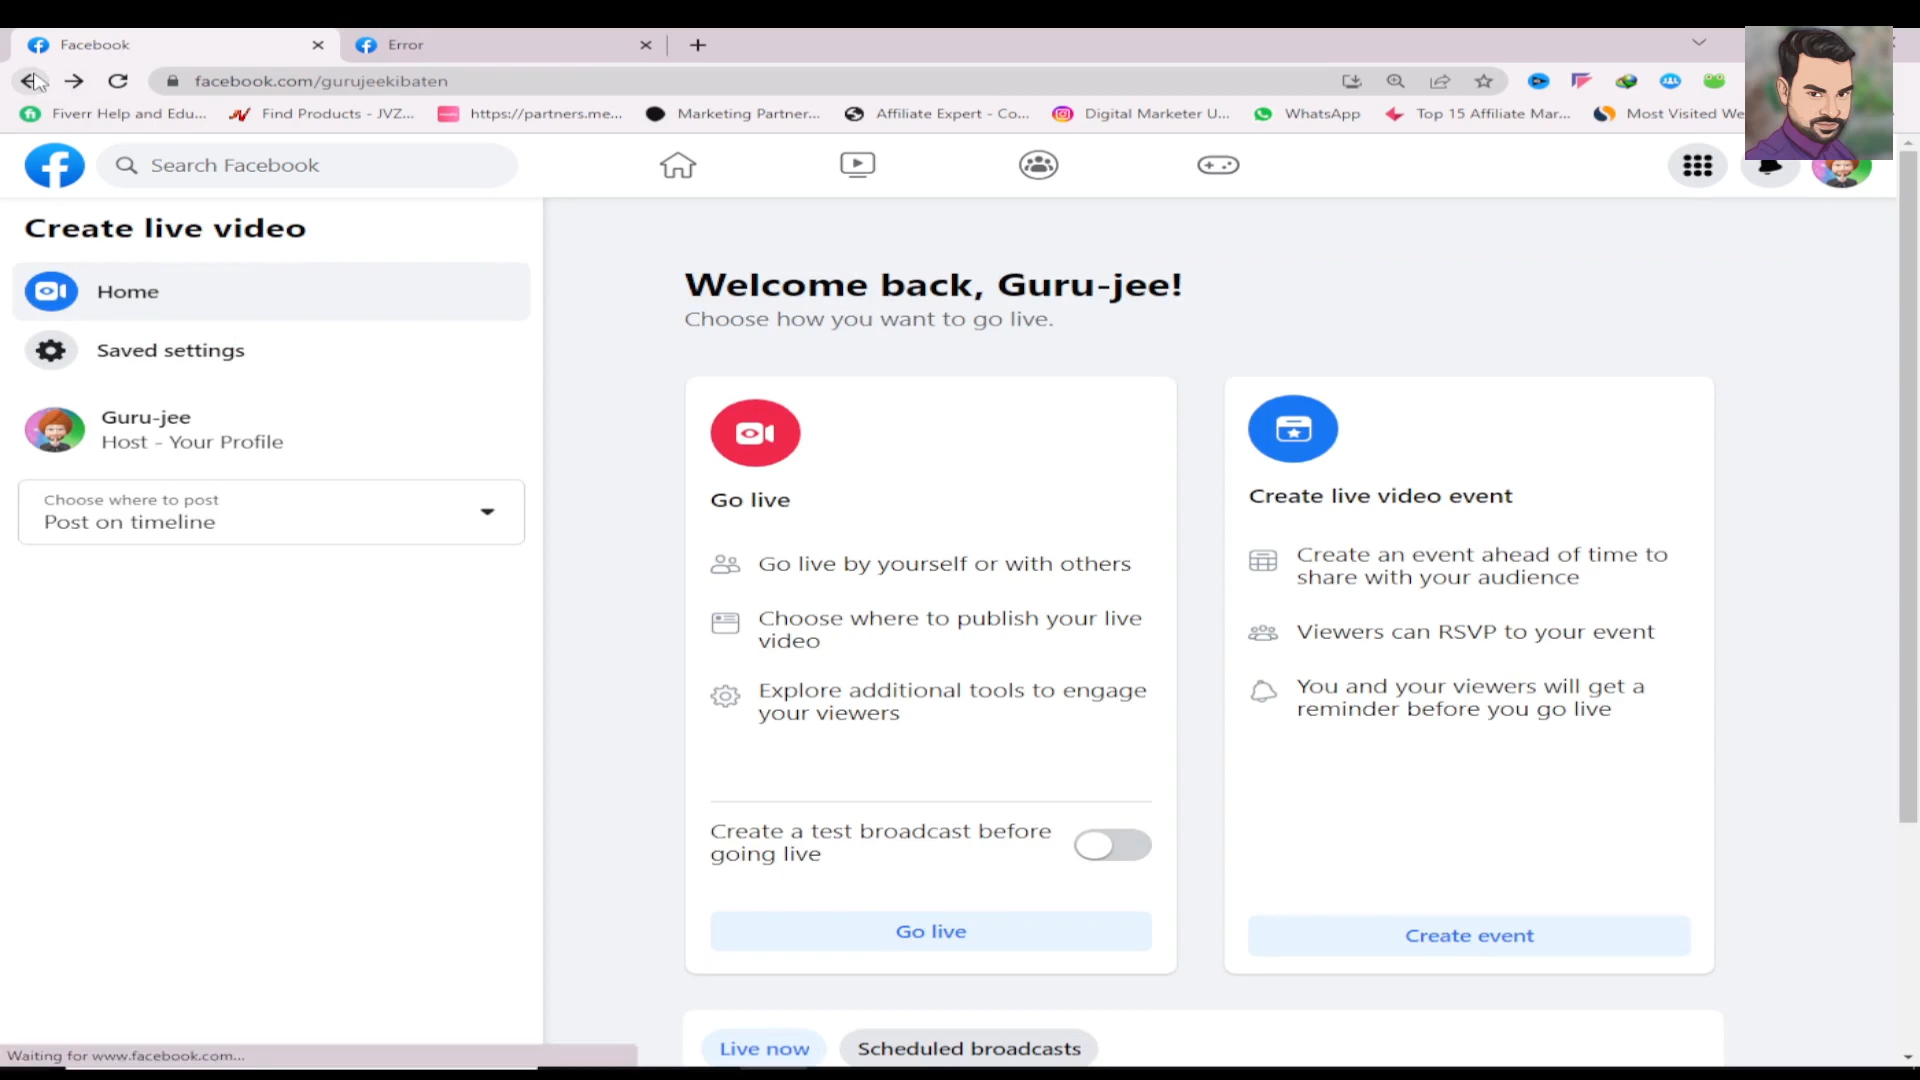 Facebook
Error
facebook.com/gurujeekibaten
Fiverr Help and Edu...
Find Products - JVZ...
https://partners.me...
Marketing Partner...
Affiliate Expert - Co...
Digital Marketer U...
WhatsApp
Top 15 Affiliate Mar...
Most Visited We
Search Facebook
Create live video
Home
Saved settings
Guru-jee
Host - Your Profile
Choose where to post
Post on timeline
Welcome back, Guru-jee!
Choose how you want to go live.
Go live
Go live by yourself or with others
Choose where to publish your live
video
Explore additional tools to engage
your viewers
Create a test broadcast before
going live
Go live
Create live video event
Create an event ahead of time to
share with your audience
Viewers can RSVP to your event
You and your viewers will get a
reminder before you go live
Create event
Live now
Scheduled broadcasts
Waiting for www.facebook.com...